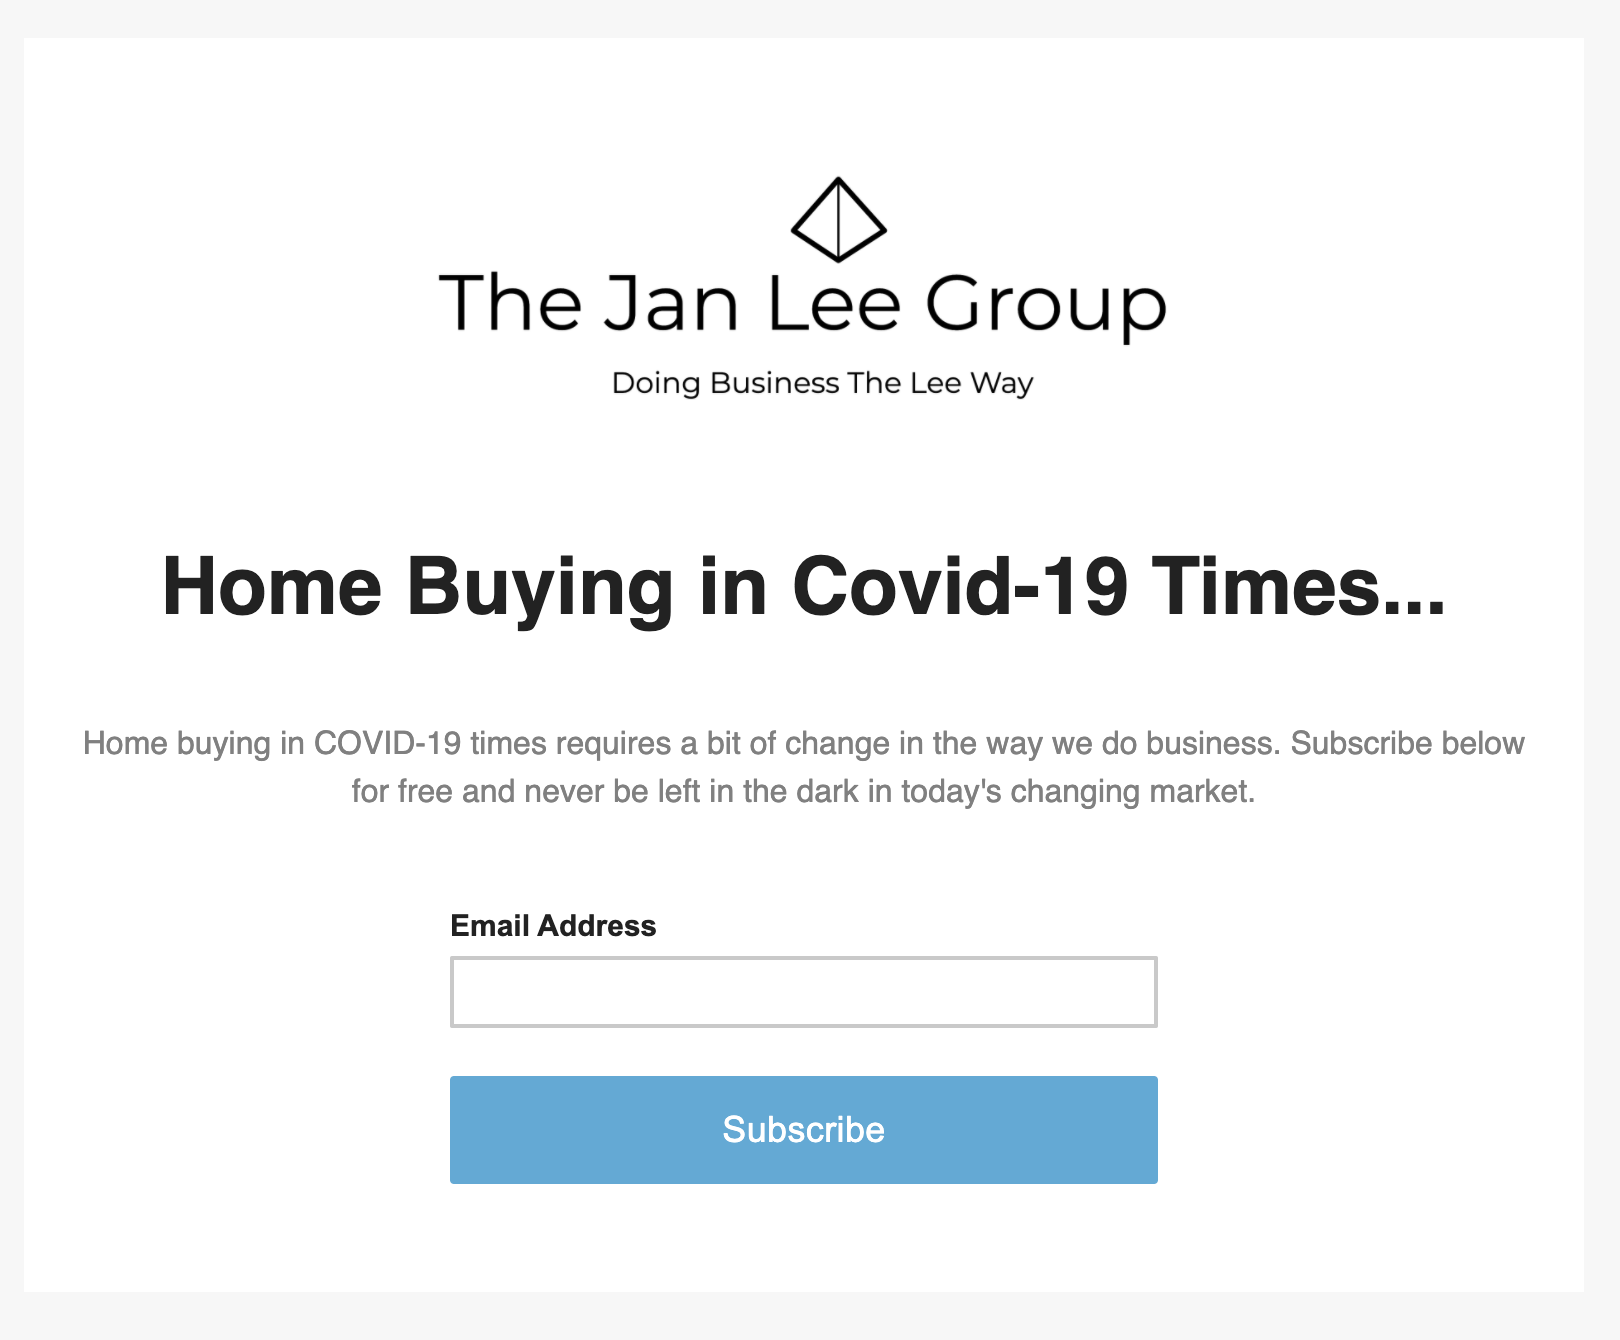 The Jan Lee Group
Doing Business The Lee Way
Home Buying in Covid-19 Times...
Home buying in COVID-19 times requires a bit of change in the way we do business. Subscribe below
for free and never be left in the dark in today's changing market.
Email Address
Subscribe